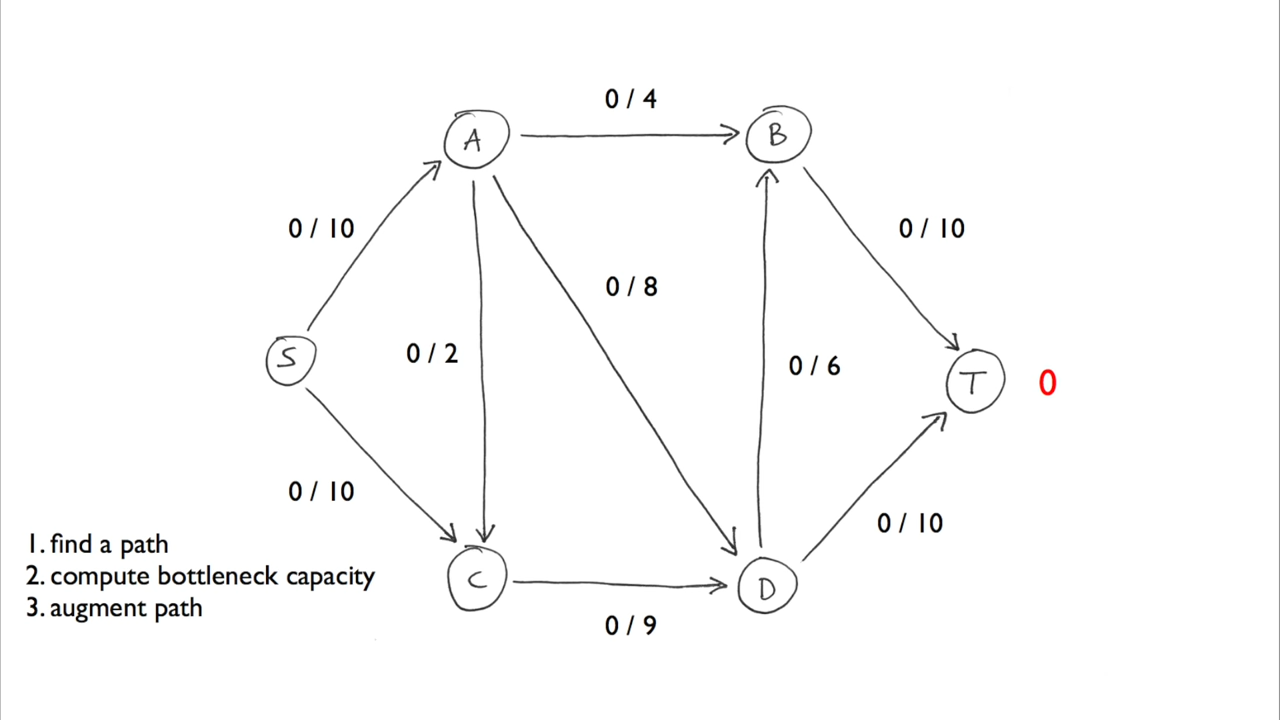 0 / 4
A
B
0 / 10
0 / 10
0 / 8
0 / 2
S
0 / 6
T
0
0 / 10
0 / 10
1. find a path
2. compute bottleneck capacity
3. augment path
C
D
0 / 9